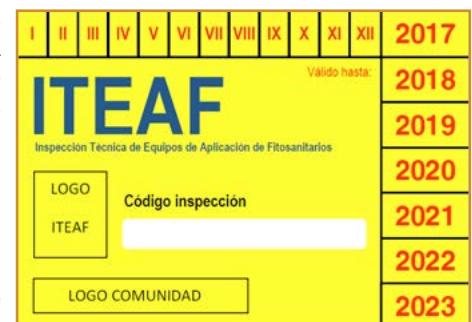 I II III IV V VI VII VIII IX X XI XII 2017
Válido hasta: 2018
ITEAF 2019
Inspección Técnica de Equipos de Aplicación de Fitosanitarios
2020
LOGO
ITEAF
Código inspección
2021
2022
LOGO COMUNIDAD
2023